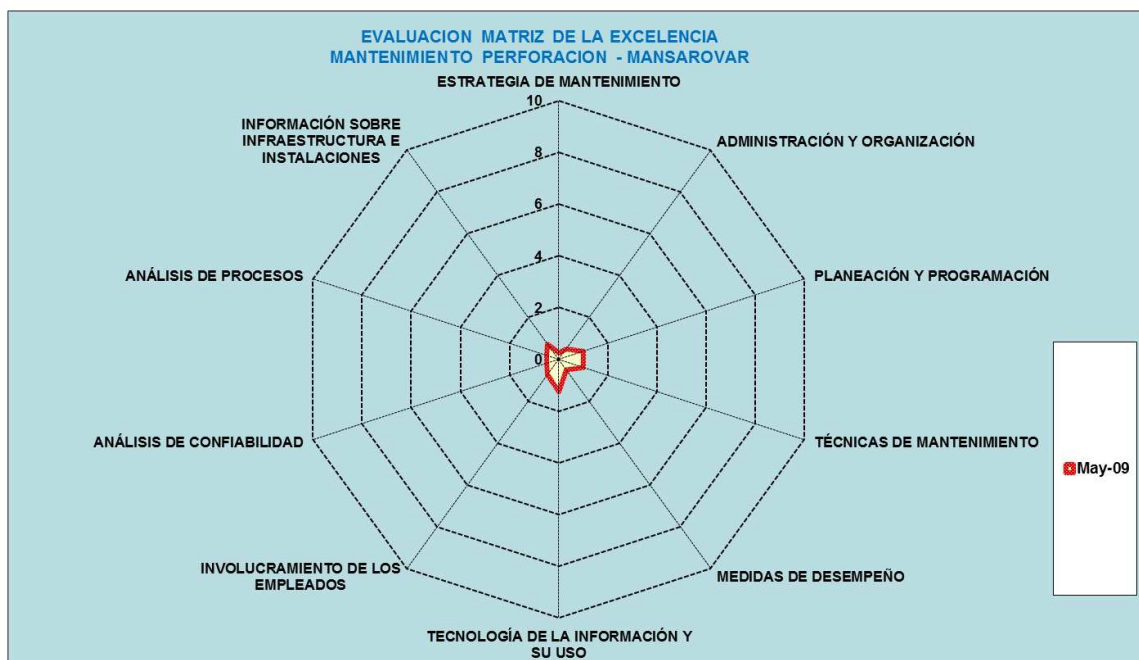 EVALUACION MATRIZ DE LA EXCELENCIA
MANTENIMIENTO PERFORACION - MANSAROVAR
ESTRATEGIA DE MANTENIMIENTO
10
8
6
4
2
0
ADMINISTRACIÓN Y ORGANIZACIÓN
PLANEACIÓN Y PROGRAMACIÓN
TÉCNICAS DE MANTENIMIENTO
MEDIDAS DE DESEMPEÑO
TECNOLOGÍA DE LA INFORMACIÓN Y
SU USO
INVOLUCRAMIENTO DE LOS
EMPLEADOS
ANÁLISIS DE CONFIABILIDAD
ANÁLISIS DE PROCESOS
INFORMACIÓN SOBRE
INFRAESTRUCTURA E
INSTALACIONES
May-09